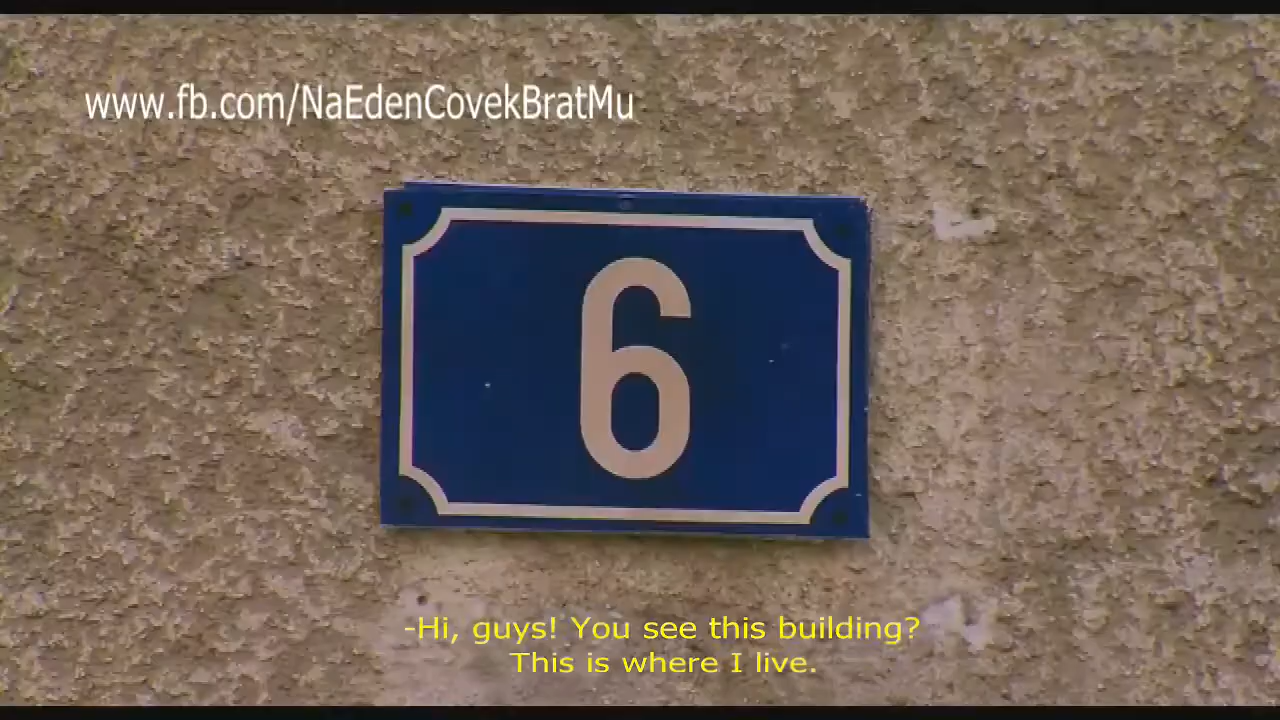 www.fb.com/NaEdenCovekBratMu
6
-Hi, guys! You see this building?
This is where I live.